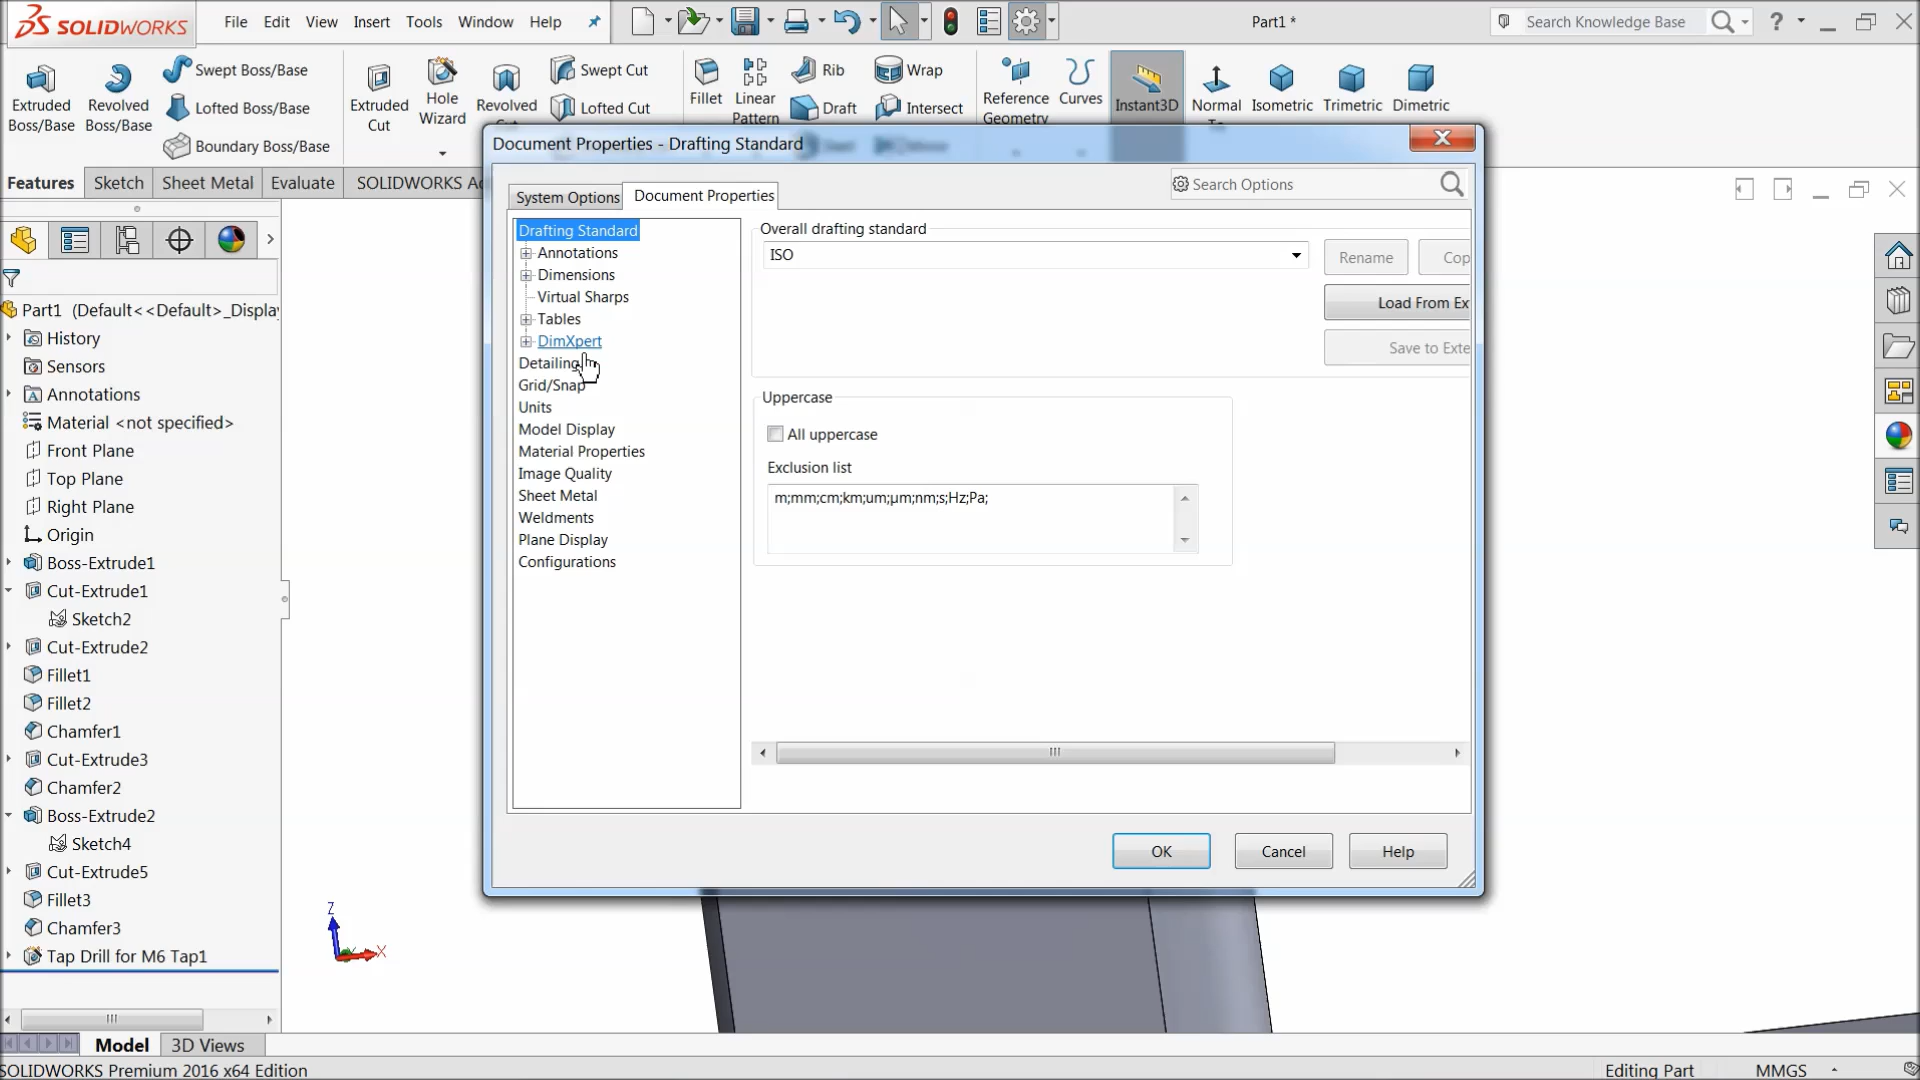 SOLIDWORKS
File Edit View Insert Tools Window Help
Part1 *
Search Knowledge Base
?
Extruded Boss/Base
Revolved Boss/Base
Swept Boss/Base
Lofted Boss/Base
Boundary Boss/Base
Extruded Cut
Hole Wizard
Revolved
Swept Cut
Lofted Cut
Fillet
Linear Pattern
Rib
Draft
Wrap
Intersect
Reference Geometry
Curves
Instant3D
Normal
Isometric
Trimetric
Dimetric
Features Sketch Sheet Metal Evaluate SOLIDWORKS Ad
Part1 (Default<<Default>_Displa
History
Sensors
Annotations
Material <not specified>
Front Plane
Top Plane
Right Plane
Origin
Boss-Extrude1
Cut-Extrude1
Sketch2
Cut-Extrude2
Fillet1
Fillet2
Chamfer1
Cut-Extrude3
Chamfer2
Boss-Extrude2
Sketch4
Cut-Extrude5
Fillet3
Chamfer3
Tap Drill for M6 Tap1
Document Properties - Drafting Standard
System Options Document Properties
Search Options
Drafting Standard
Annotations
Dimensions
Virtual Sharps
Tables
DimXpert
Detailing
Grid/Snap
Units
Model Display
Material Properties
Image Quality
Sheet Metal
Weldments
Plane Display
Configurations
Overall drafting standard
ISO
Rename
Cop
Load From Ex
Save to Exte
Uppercase
All uppercase
Exclusion list
m;mm;cm;km;um;µm;nm;s;Hz;Pa;
OK Cancel Help
Z
X
Model 3D Views
SOLIDWORKS Premium 2016 x64 Edition
Editing Part
MMGS